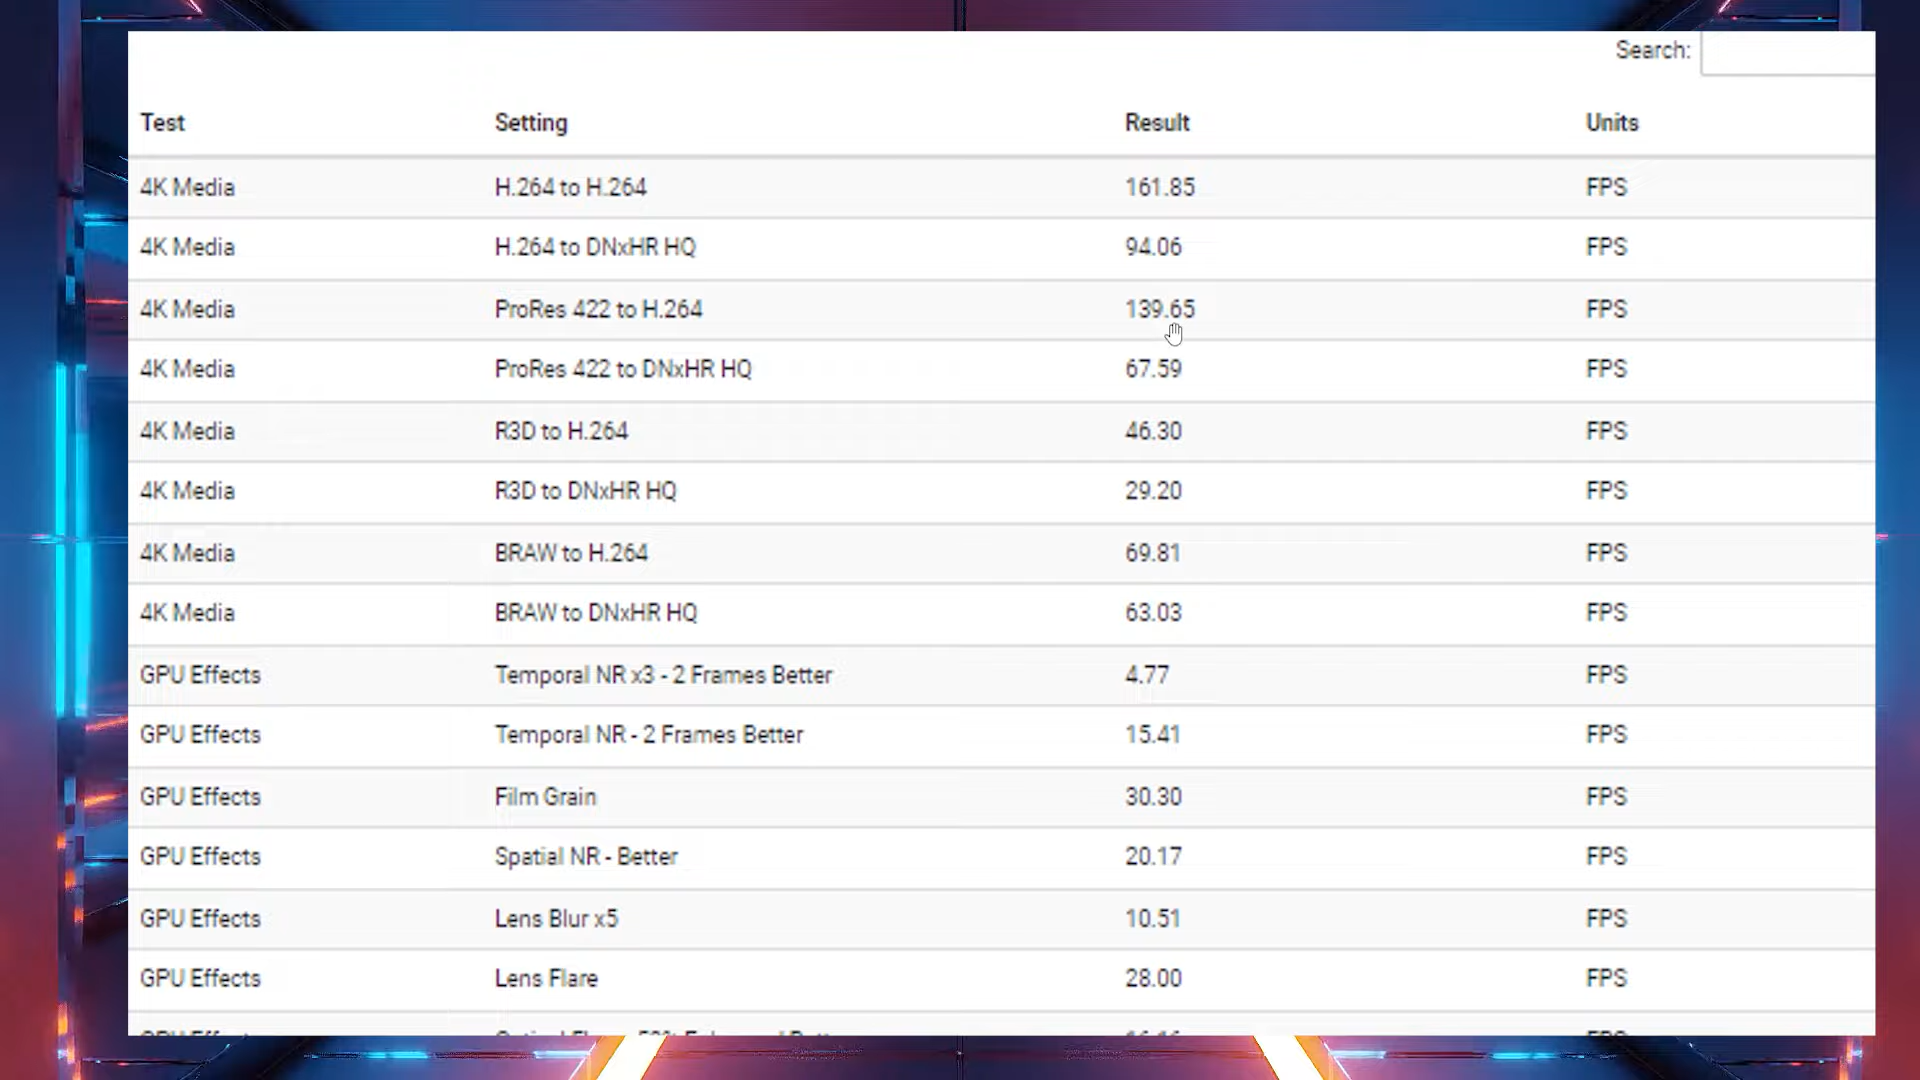 Search:
Test Setting Result Units
4K Media H.264 to H.264 161.85 FPS
4K Media H.264 to DNxHR HQ 94.06 FPS
4K Media ProRes 422 to H.264 139.65 FPS
4K Media ProRes 422 to DNxHR HQ 67.59 FPS
4K Media R3D to H.264 46.30 FPS
4K Media R3D to DNxHR HQ 29.20 FPS
4K Media BRAW to H.264 69.81 FPS
4K Media BRAW to DNxHR HQ 63.03 FPS
GPU Effects Temporal NR x3 - 2 Frames Better 4.77 FPS
GPU Effects Temporal NR - 2 Frames Better 15.41 FPS
GPU Effects Film Grain 30.30 FPS
GPU Effects Spatial NR - Better 20.17 FPS
GPU Effects Lens Blur x5 10.51 FPS
GPU Effects Lens Flare 28.00 FPS
GPU Effects